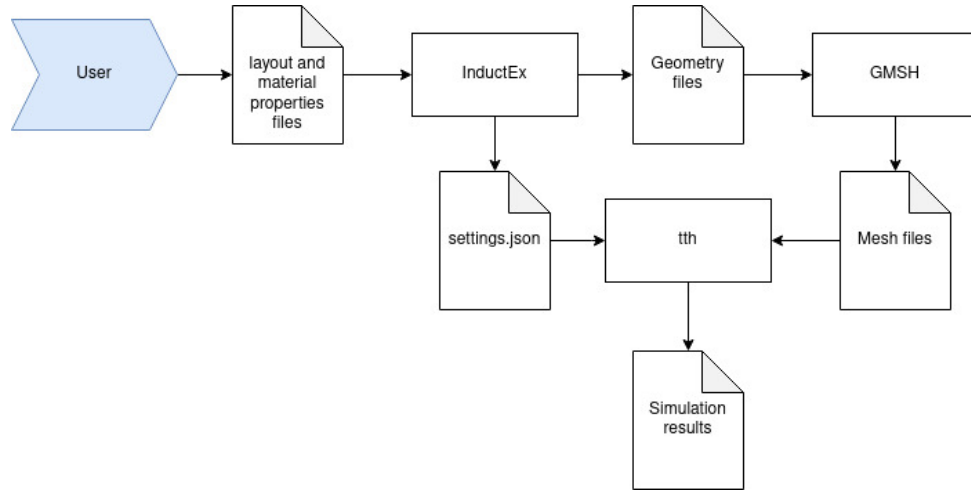 User
layout and
material
properties
files
InductEx
Geometry
files
GMSH
settings.json
tth
Mesh files
Simulation
results